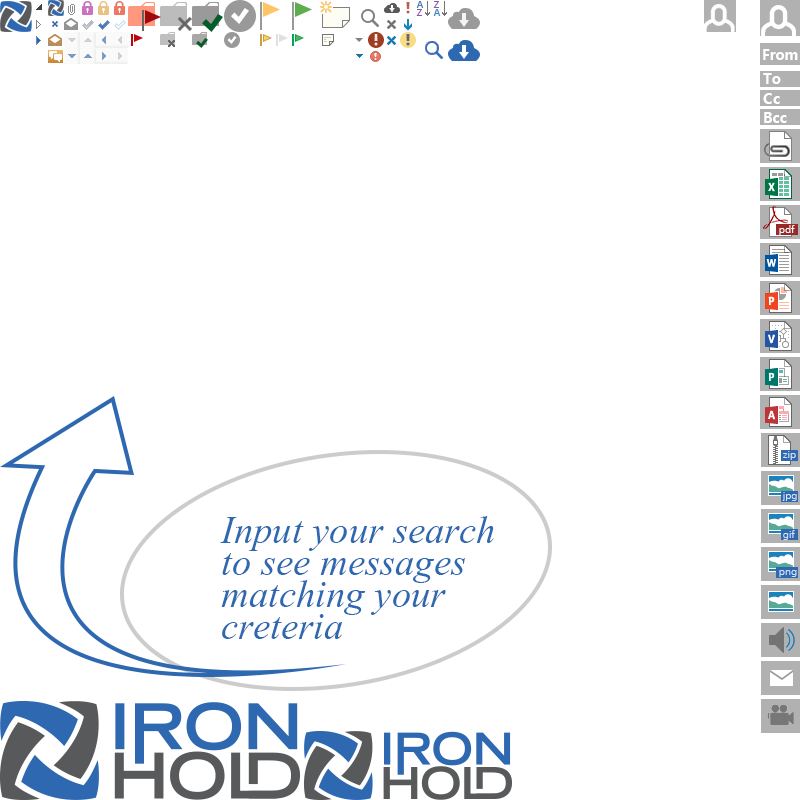 A
Z
Z
A
From
To
Cc
Bcc
X
pdf
W
P
V
P
A
zip
jpg
gif
png
Input your search
to see messages
matching your
creteria
IRON
HOLD
IRON
HOLD